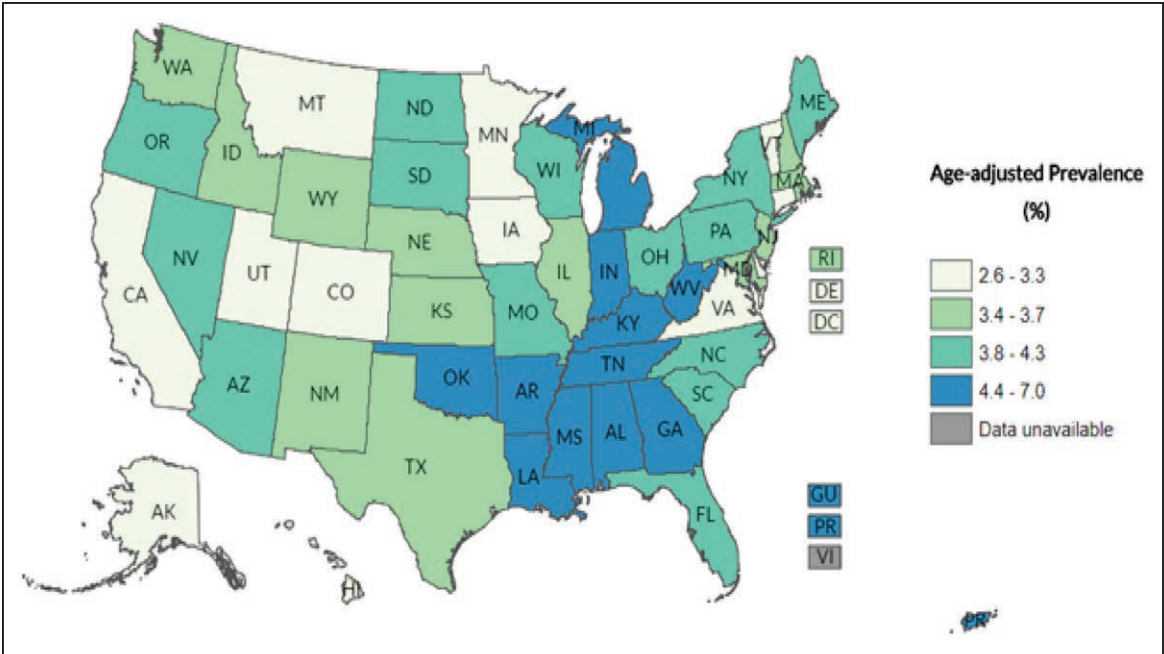 WA
MT
ND
MN
ME
OR
ID
WY
SD
WI
MI
VT
NY
MA
NE
IA
PA
NJ
NV
UT
CO
IL
IN
OH
MD
CA
KS
MO
WV
VA
KY
AZ
NM
OK
AR
TN
NC
SC
TX
LA
MS
AL
GA
FL
AK
HI
RI
DE
DC
GU
PR
VI
PR
Age-adjusted Prevalence
(%)
2.6 - 3.3
3.4 - 3.7
3.8 - 4.3
4.4 - 7.0
Data unavailable